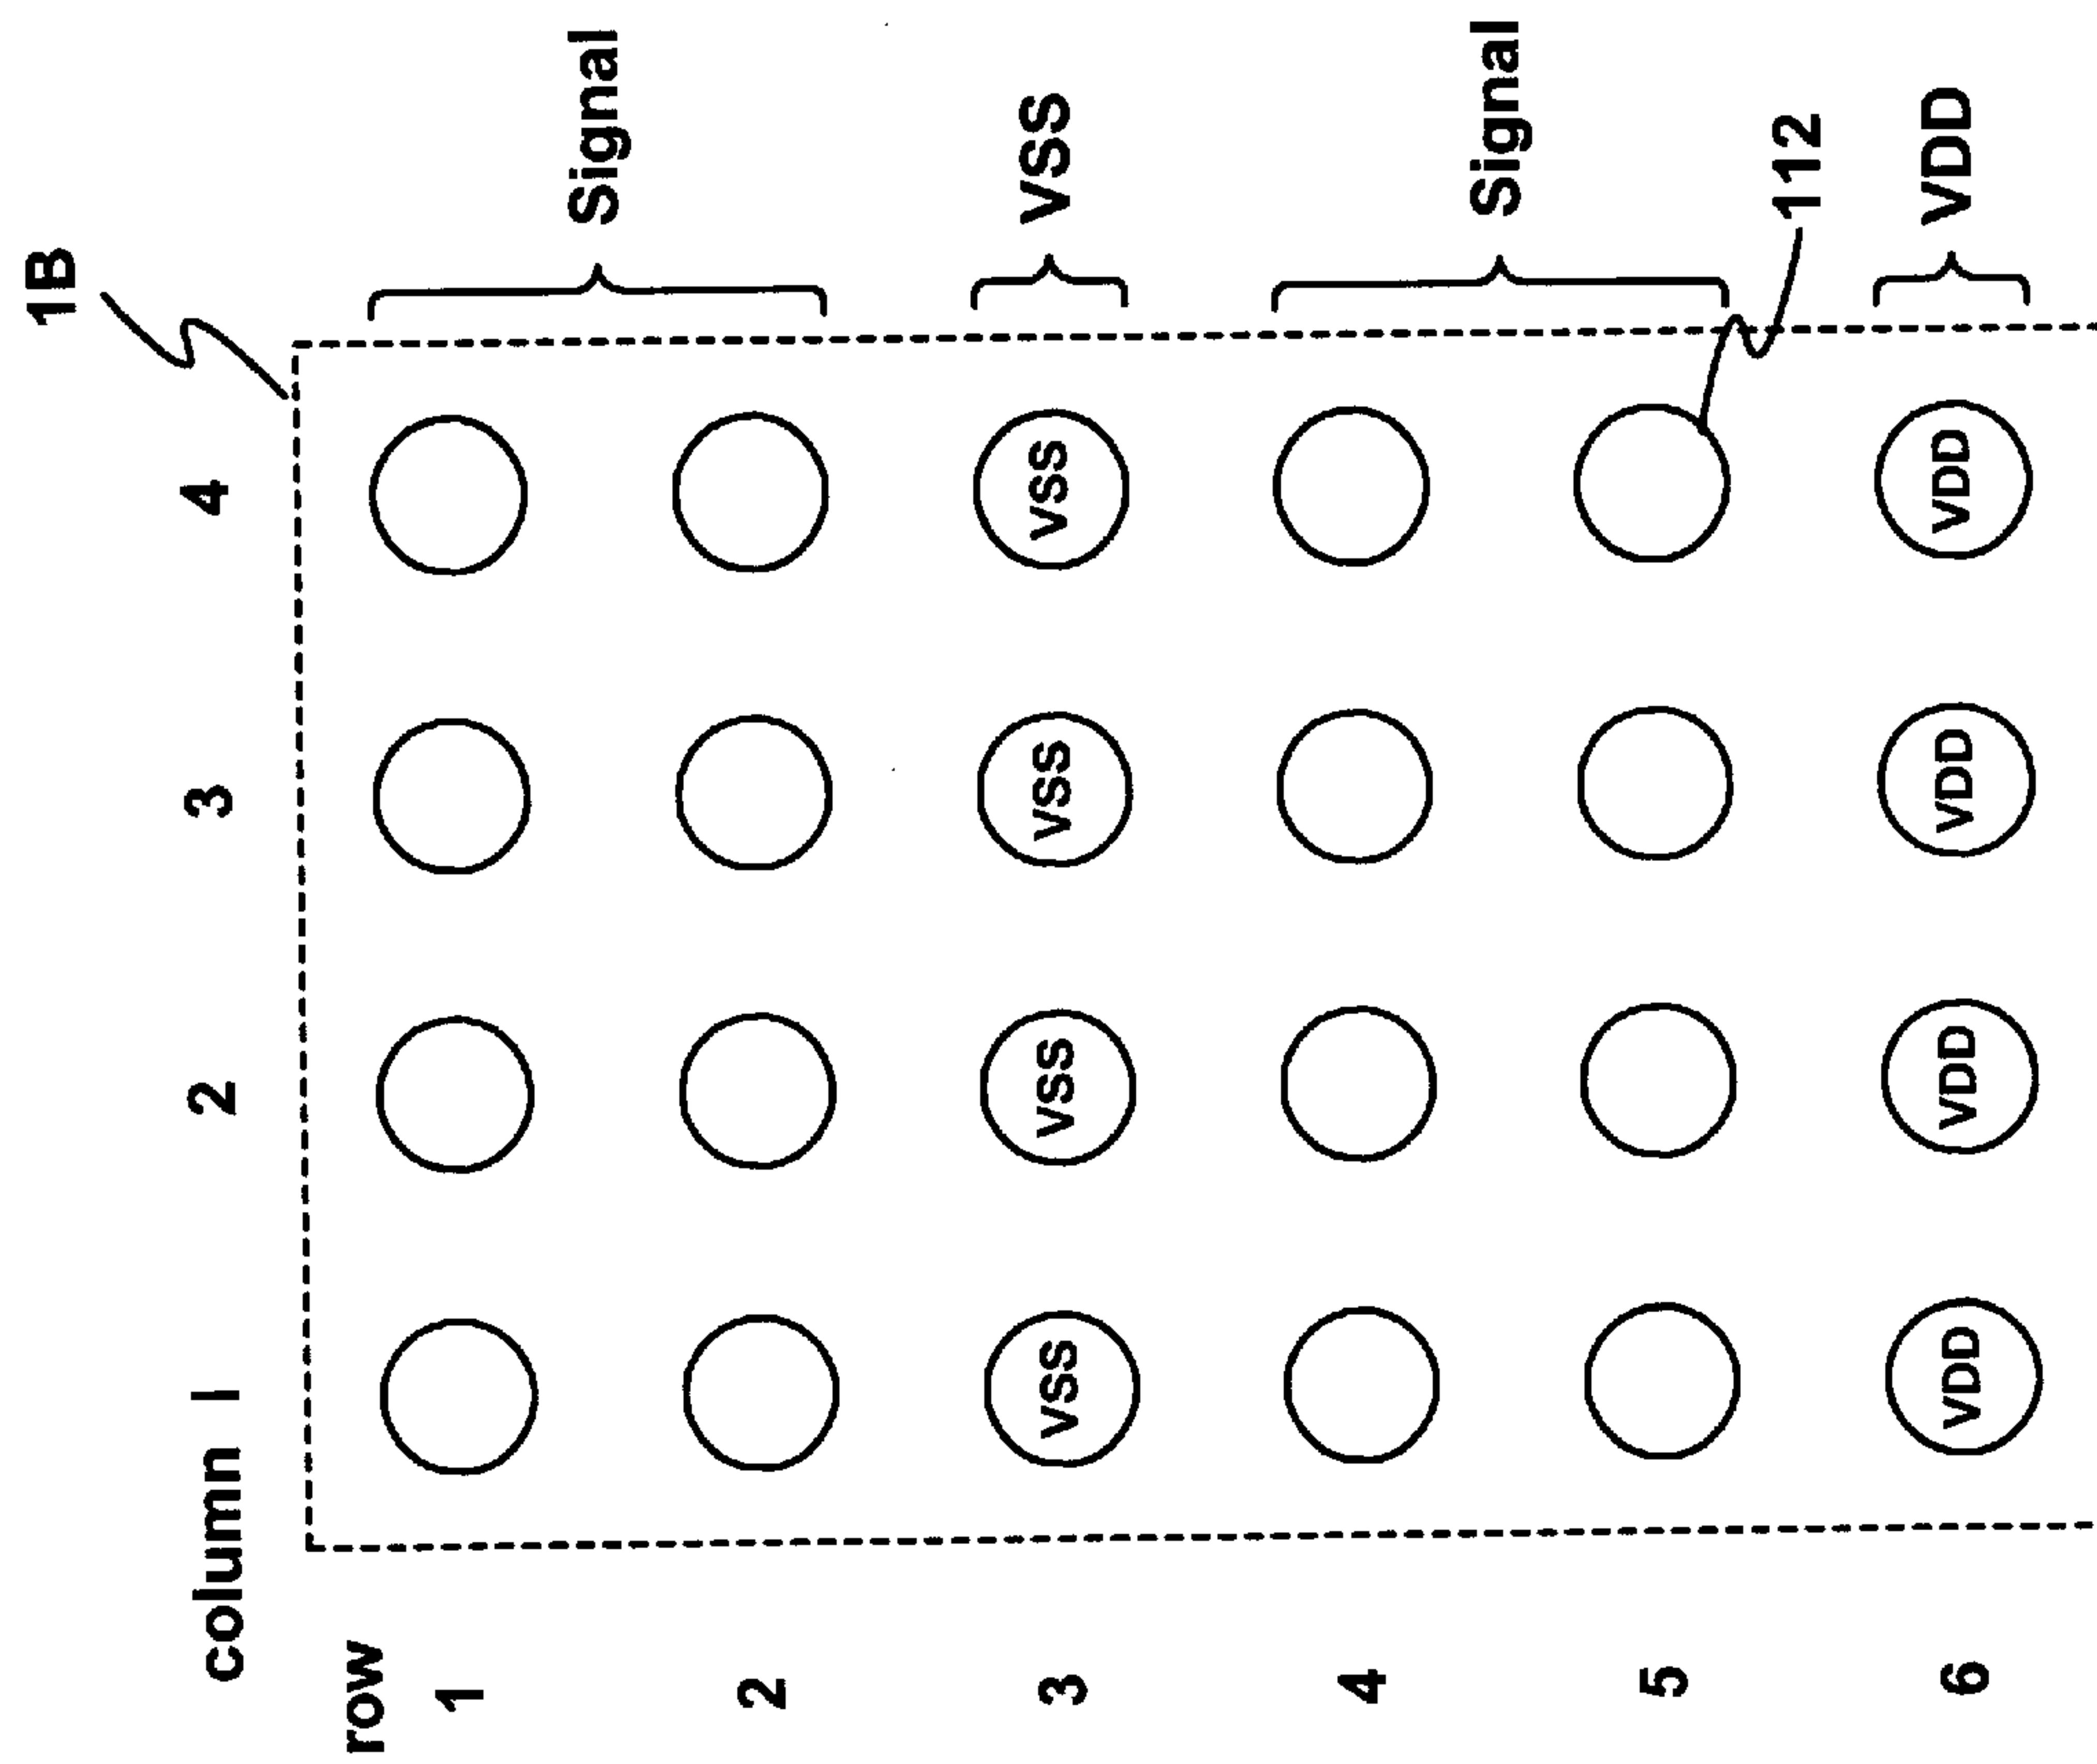 1B
column I 2 3 4
row
1
Signal
2
3 VSS VSS VSS VSS VSS
4
Signal
5
112
6 VDD VDD VDD VDD VDD